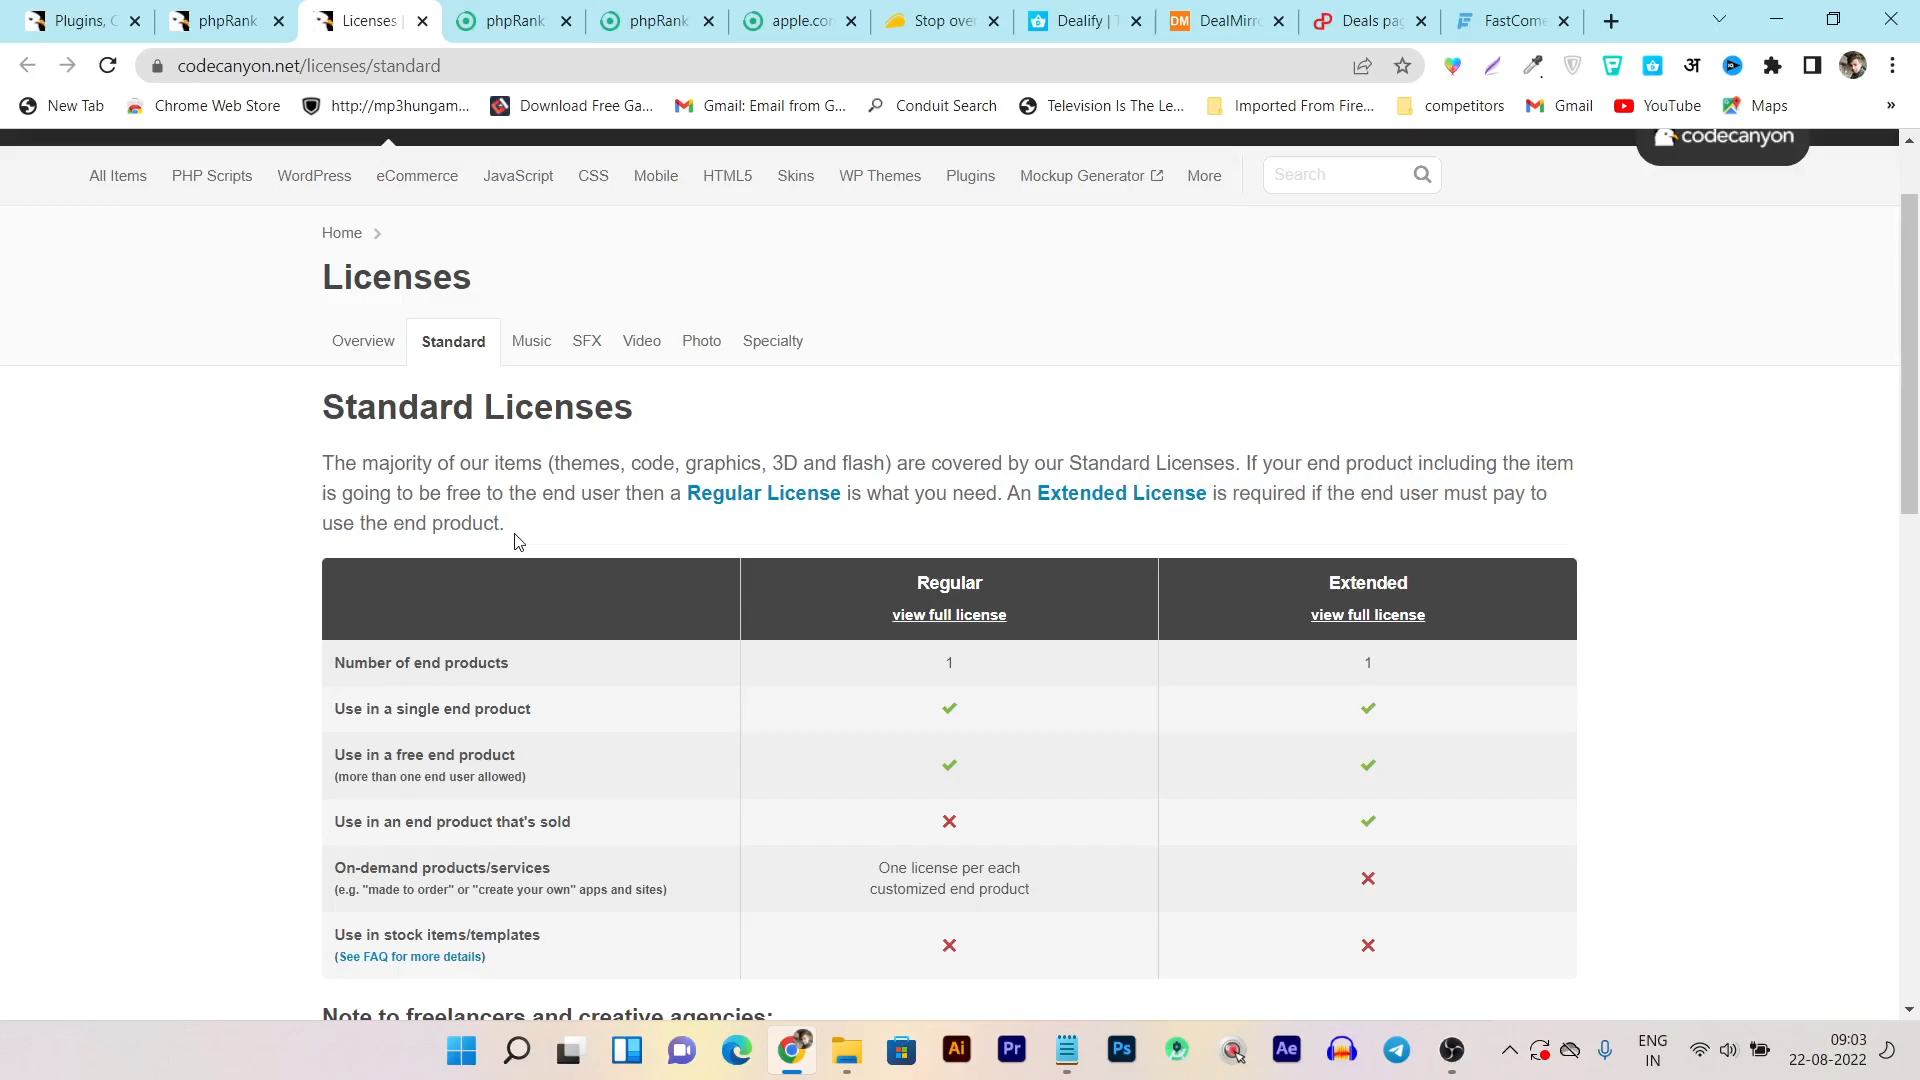 Plugins, C
phpRank
Licenses |
phpRank
phpRank
apple.com
Stop over
Dealify | T
DealMirro
Deals pag
FastCome
codecanyon.net/licenses/standard
New Tab
Chrome Web Store
http://mp3hungam...
Download Free Ga...
Gmail: Email from G...
Conduit Search
Television Is The Le...
Imported From Fire...
competitors
Gmail
YouTube
Maps
»
codecanyon
All Items
PHP Scripts
WordPress
eCommerce
JavaScript
CSS
Mobile
HTML5
Skins
WP Themes
Plugins
Mockup Generator
More
Search
Home
Licenses
Overview
Standard
Music
SFX
Video
Photo
Specialty
Standard Licenses
The majority of our items (themes, code, graphics, 3D and flash) are covered by our Standard Licenses. If your end product including the item
is going to be free to the end user then a Regular License is what you need. An Extended License is required if the end user must pay to
use the end product.
Regular
view full license
Extended
view full license
Number of end products
1
1
Use in a single end product
Use in a free end product
(more than one end user allowed)
Use in an end product that's sold
On-demand products/services
(e.g. "made to order" or "create your own" apps and sites)
One license per each
customized end product
Use in stock items/templates
(See FAQ for more details)
Note to freelancers and creative agencies:
Ai
Pr
Ps
Ae
ENG
IN
09:03
22-08-2022